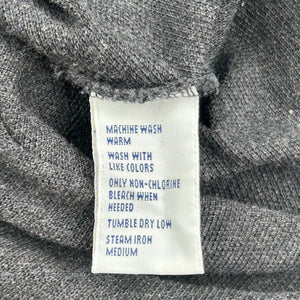 MACHINE WASH
WARM
WASH WITH
LIKE COLORS
ONLY NON-CHLORINE
BLEACH WHEN
NEEDED
TUMBLE DRY LOW
STEAM IRON
MEDIUM